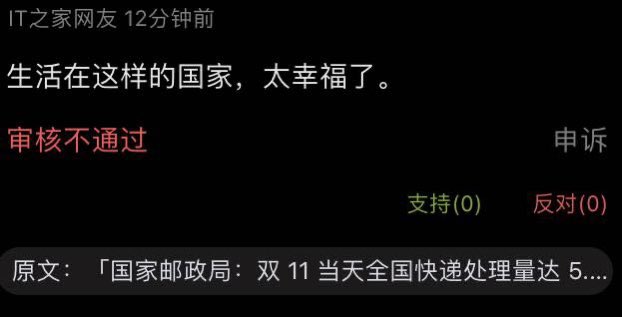 IT之家网友 12分钟前
生活在这样的国家，太幸福了。
审核不通过 申诉
支持(0) 反对(0)
原文：「国家邮政局：双 11 当天全国快递处理量达 5....